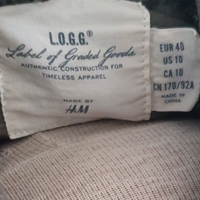 L.O.G.G.®
Label of Graded Goods
AUTHENTIC CONSTRUCTION FOR
TIMELESS APPAREL
MADE BY
H&M
EUR 40
US 10
CA 10
CN 170/92A
MADE IN
CHINA